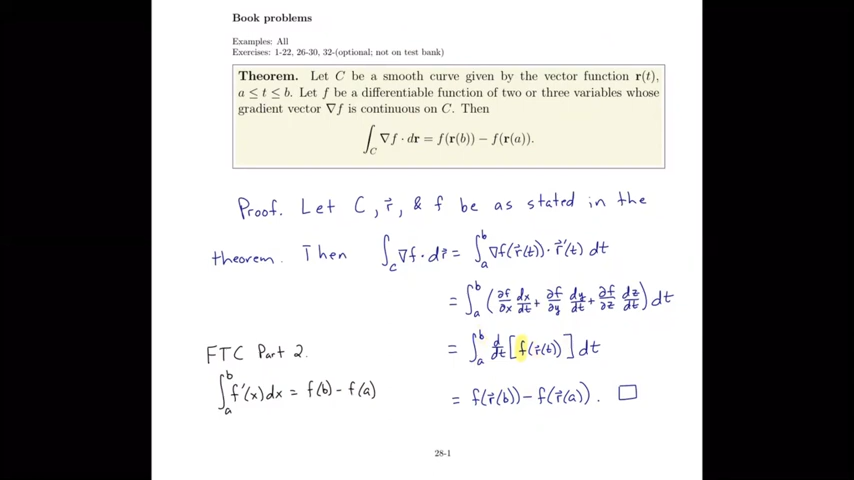 Book problems
Examples: All
Exercises: 1-22, 26-30, 32-(optional; not on test bank)
Theorem. Let C be a smooth curve given by the vector function r(t),
a ≤ t ≤ b. Let f be a differentiable function of two or three variables whose
gradient vector ∇f is continuous on C. Then
∫_C ∇f · dr = f(r(b)) − f(r(a)).
Proof. Let C, r⃗, & f be as stated in the
theorem. Then ∫_C ∇f · dr⃗ = ∫_a^b ∇f(r⃗(t)) · r⃗'(t) dt
= ∫_a^b (∂f/∂x dx/dt + ∂f/∂y dy/dt + ∂f/∂z dz/dt) dt
= ∫_a^b d/dt [f(r⃗(t))] dt
= f(r⃗(b)) − f(r⃗(a)). □
FTC Part 2.
∫_a^b f'(x) dx = f(b) − f(a)
28-1